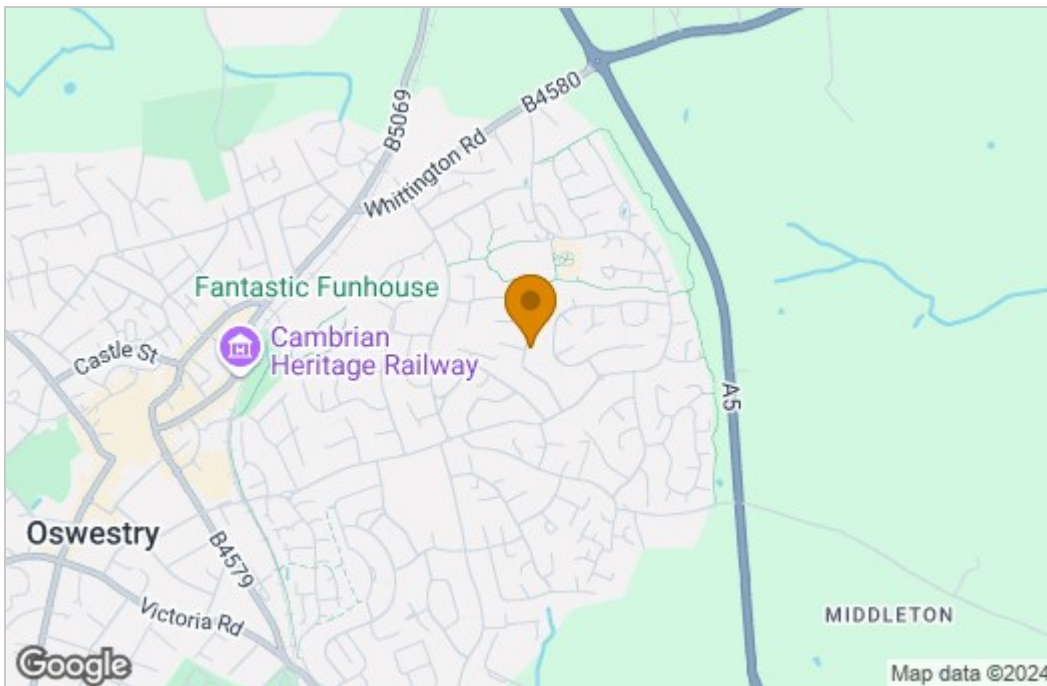 B5069
B4580
Whittington Rd
Fantastic Funhouse
Cambrian
Heritage Railway
Castle St
A5
Oswestry
B4579
Victoria Rd
MIDDLETON
Google
Map data ©2024